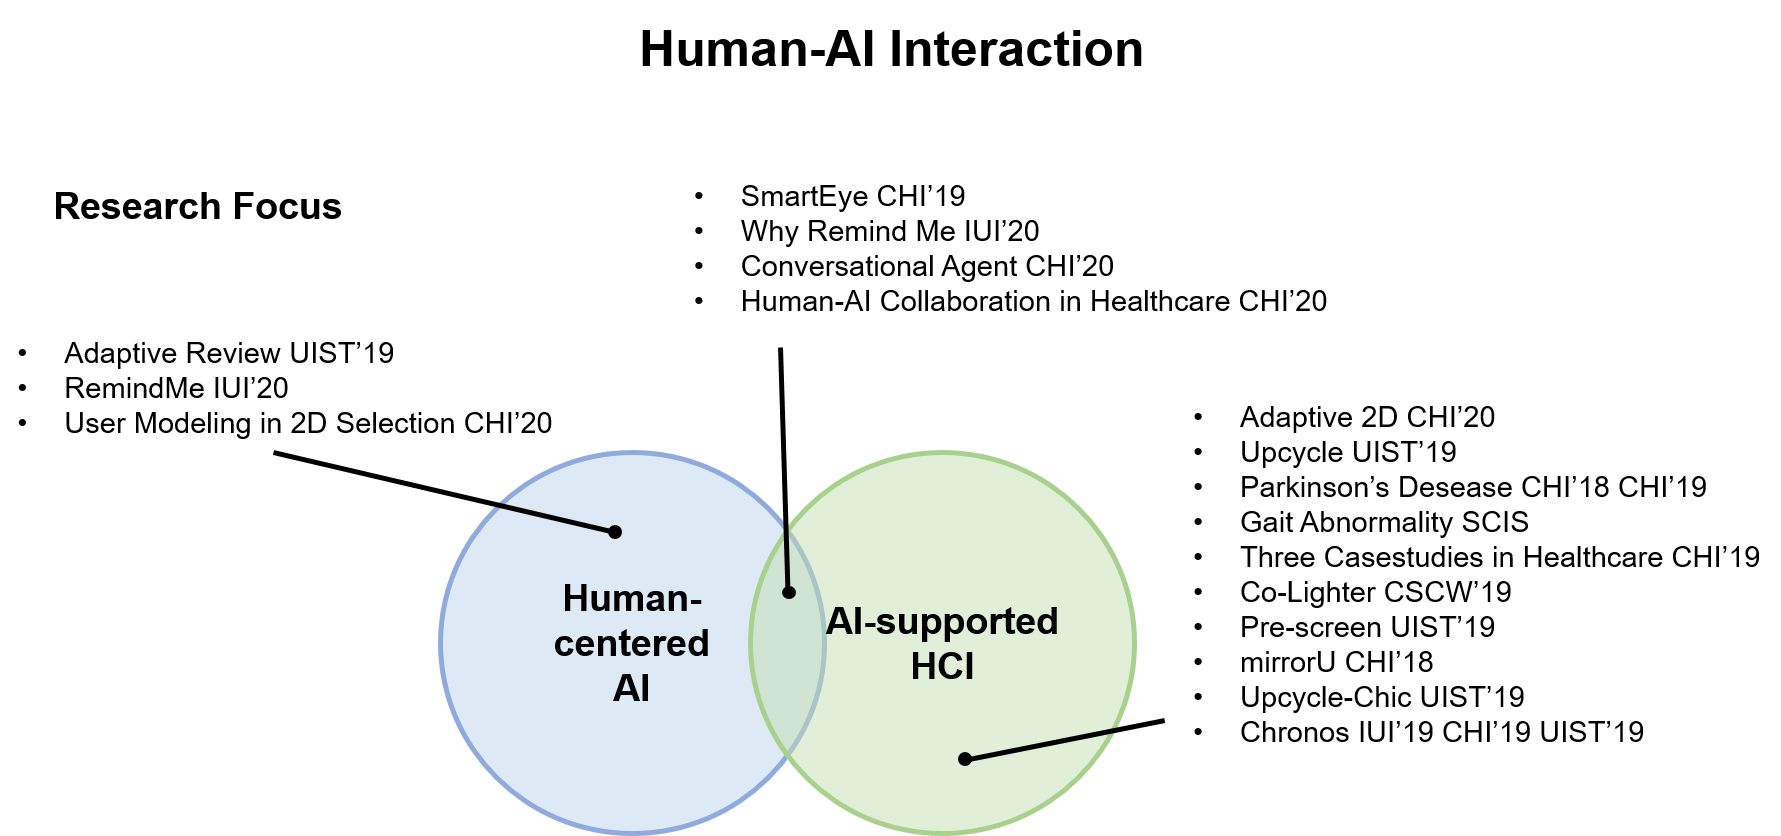 Human-AI Interaction
Research Focus
• SmartEye CHI’19
• Why Remind Me IUI’20
• Conversational Agent CHI’20
• Human-AI Collaboration in Healthcare CHI’20
• Adaptive Review UIST’19
• RemindMe IUI’20
• User Modeling in 2D Selection CHI’20
• Adaptive 2D CHI’20
• Upcycle UIST’19
• Parkinson’s Desease CHI’18 CHI’19
• Gait Abnormality SCIS
• Three Casestudies in Healthcare CHI’19
• Co-Lighter CSCW’19
• Pre-screen UIST’19
• mirrorU CHI’18
• Upcycle-Chic UIST’19
• Chronos IUI’19 CHI’19 UIST’19
Human-
centered
AI
AI-supported
HCI